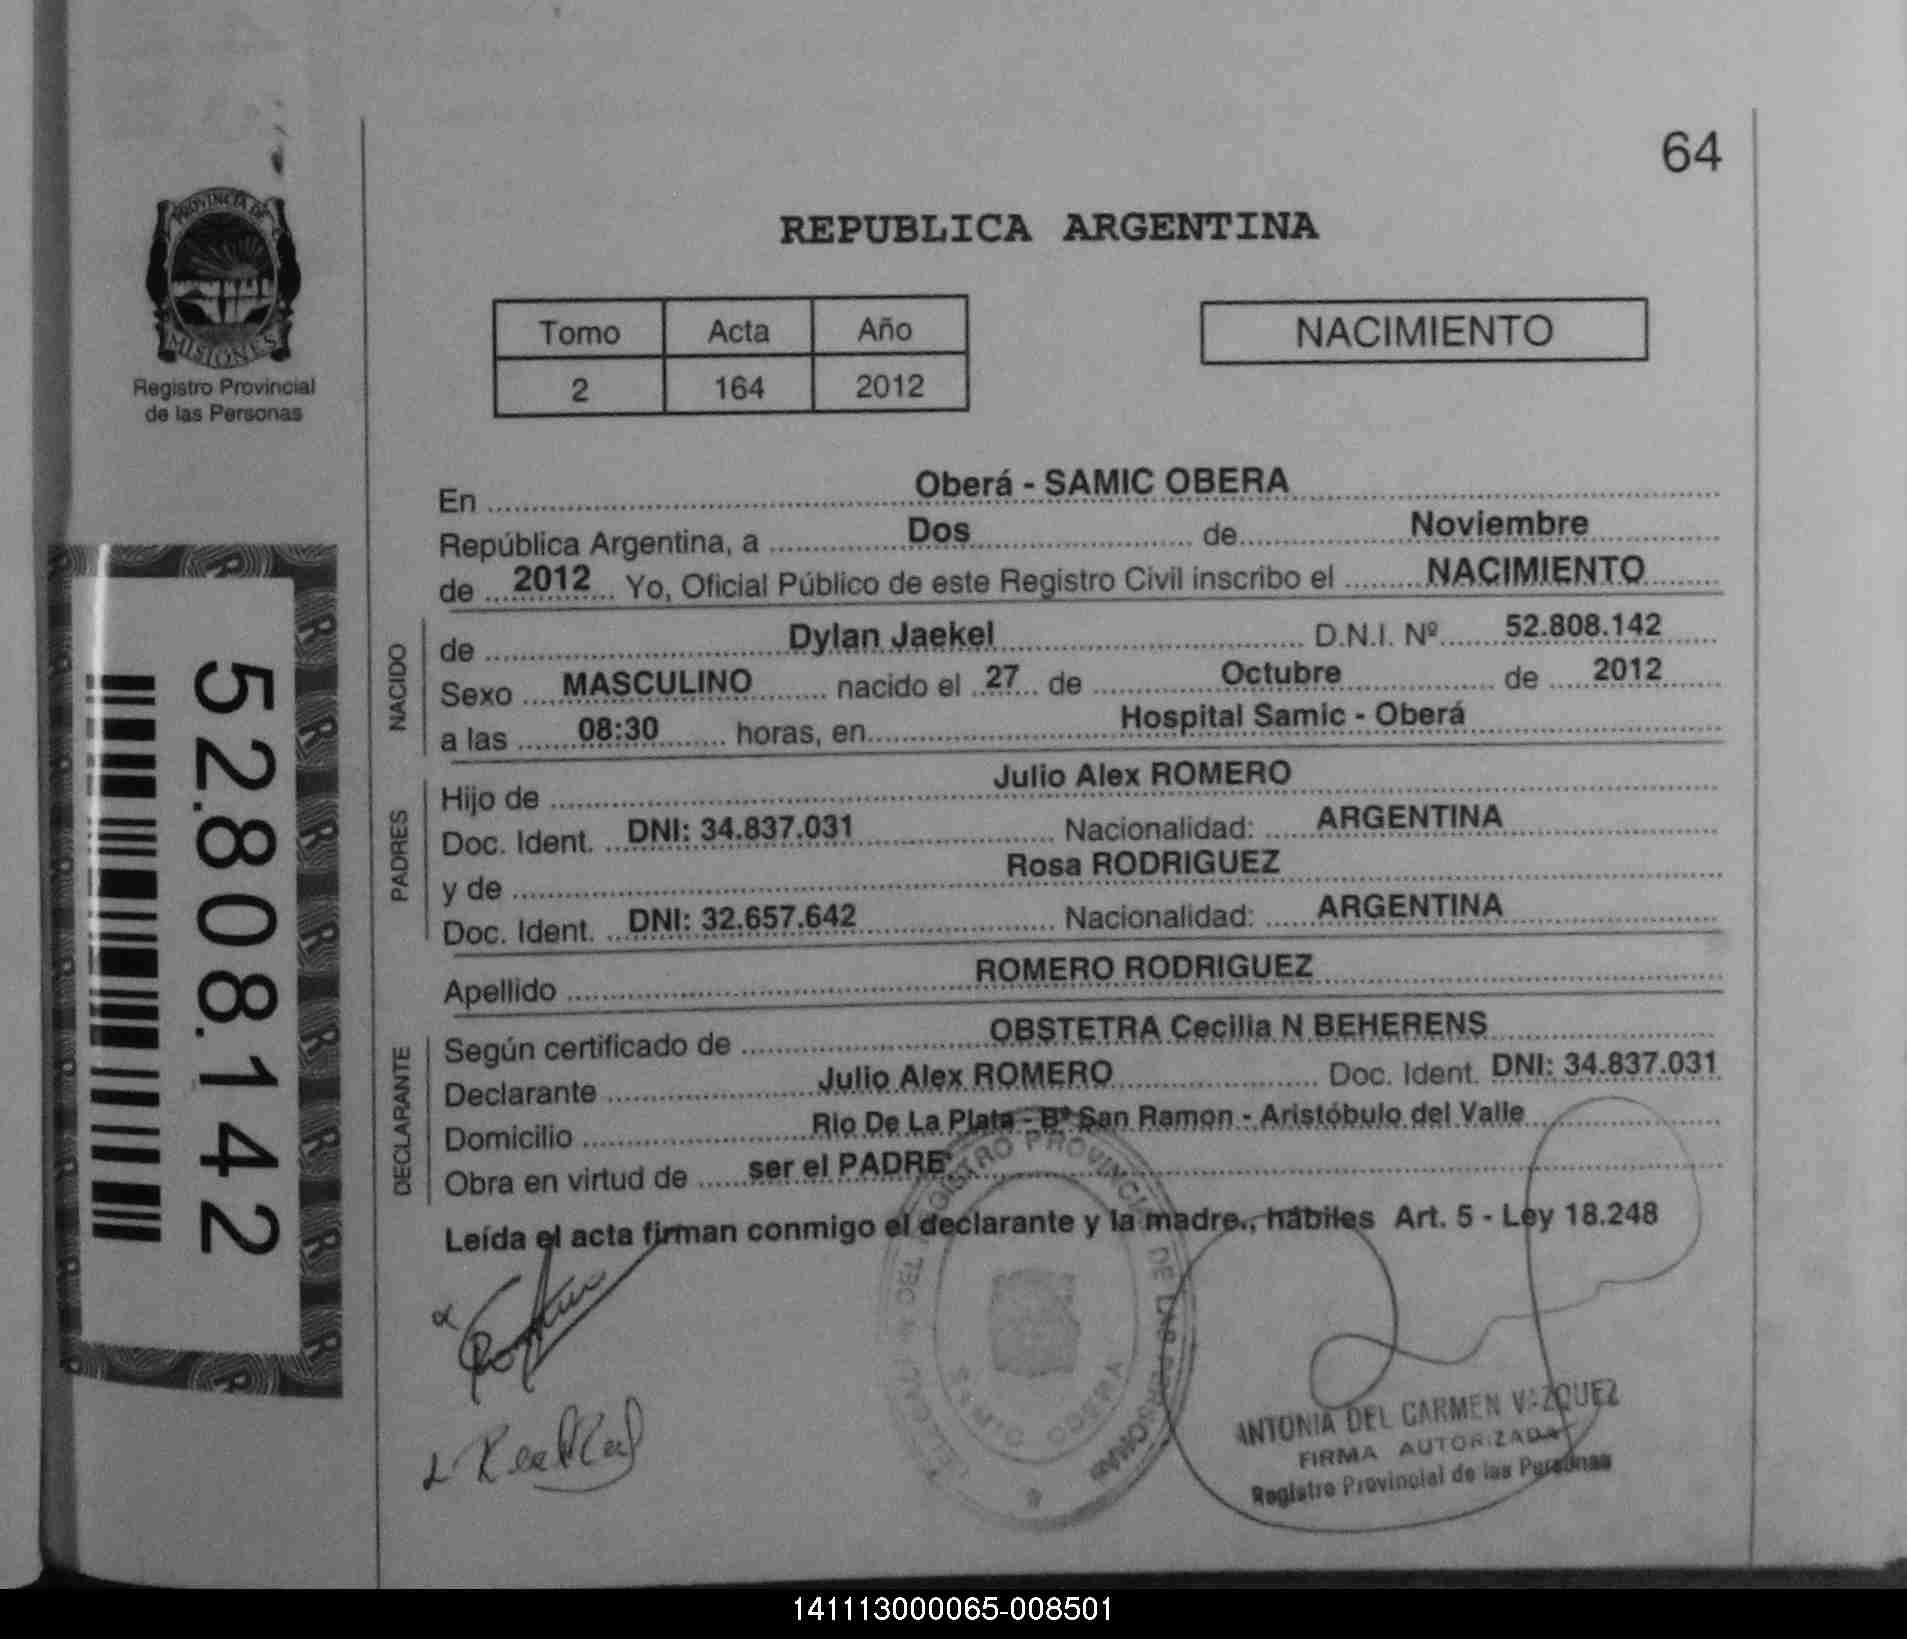 64
PROVINCIA DE
MISIONES
Registro Provincial
de las Personas
REPUBLICA ARGENTINA
Tomo Acta Año
2 164 2012
NACIMIENTO
En Oberá - SAMIC OBERA
República Argentina, a Dos de Noviembre
de 2012 Yo, Oficial Público de este Registro Civil inscribo el NACIMIENTO
NACIDO
de Dylan Jaekel D.N.I. Nº 52.808.142
Sexo MASCULINO nacido el 27 de Octubre de 2012
a las 08:30 horas, en Hospital Samic - Oberá
PADRES
Hijo de Julio Alex ROMERO
Doc. Ident. DNI: 34.837.031 Nacionalidad: ARGENTINA
y de Rosa RODRIGUEZ
Doc. Ident. DNI: 32.657.642 Nacionalidad: ARGENTINA
Apellido ROMERO RODRIGUEZ
DECLARANTE
Según certificado de OBSTETRA Cecilia N BEHERENS
Declarante Julio Alex ROMERO Doc. Ident. DNI: 34.837.031
Domicilio Rio De La Plata - Bº San Ramon - Aristóbulo del Valle
Obra en virtud de ser el PADRE
Leída el acta firman conmigo el declarante y la madre., hábiles Art. 5 - Ley 18.248
52.808.142
REGISTRO PROVINCIAL DE LAS PERSONAS
SAMIC OBERA
ANTONIA DEL CARMEN VAZQUEZ
FIRMA AUTORIZADA
Registro Provincial de las Personas
141113000065-008501